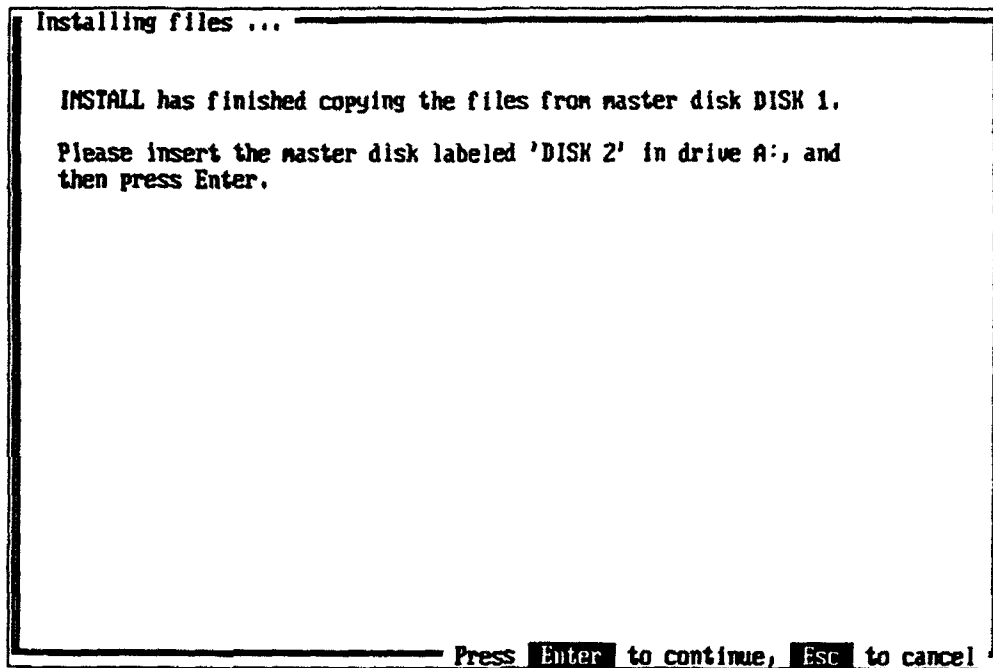 Installing files ...
INSTALL has finished copying the files from master disk DISK 1.
Please insert the master disk labeled 'DISK 2' in drive A:, and
then press Enter.
Press Enter to continue, Esc to cancel